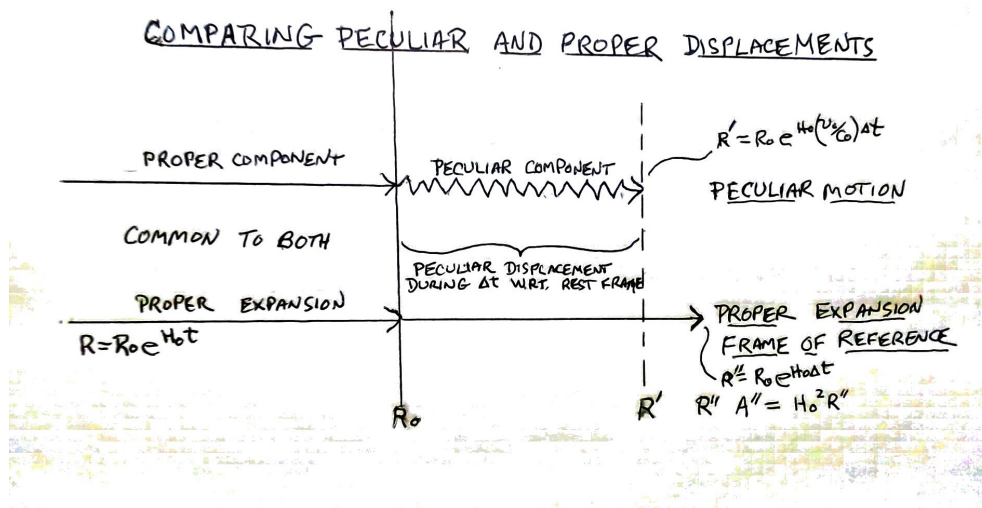 COMPARING PECULIAR AND PROPER DISPLACEMENTS
R′=R₀e^H₀(v₀/c₀)Δt
PROPER COMPONENT
PECULIAR COMPONENT
PECULIAR MOTION
COMMON TO BOTH
PECULIAR DISPLACEMENT
DURING Δt W.R.T. REST FRAME
PROPER EXPANSION
PROPER EXPANSION
FRAME OF REFERENCE
R=R₀e^H₀t
R″=R₀e^H₀Δt
R₀
R′
R″ A″=H₀²R″